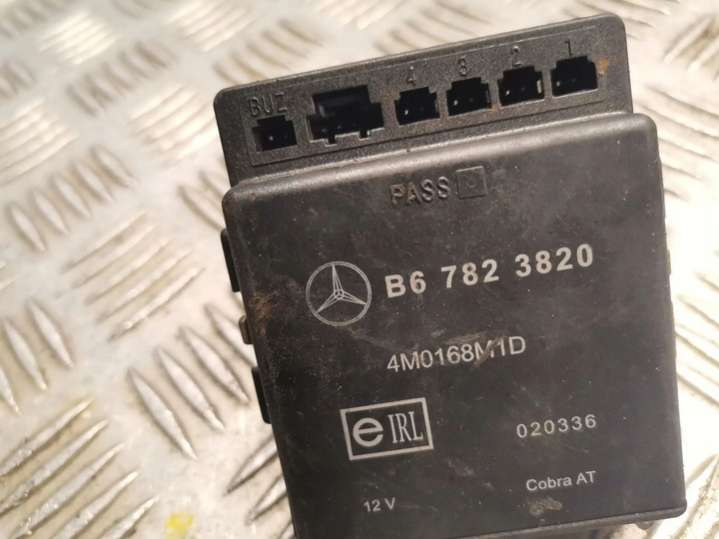 BUZ 4 3 2 1
PASS
B6 782 3820
4M0168M1D
e IRL 020336
12 V Cobra AT